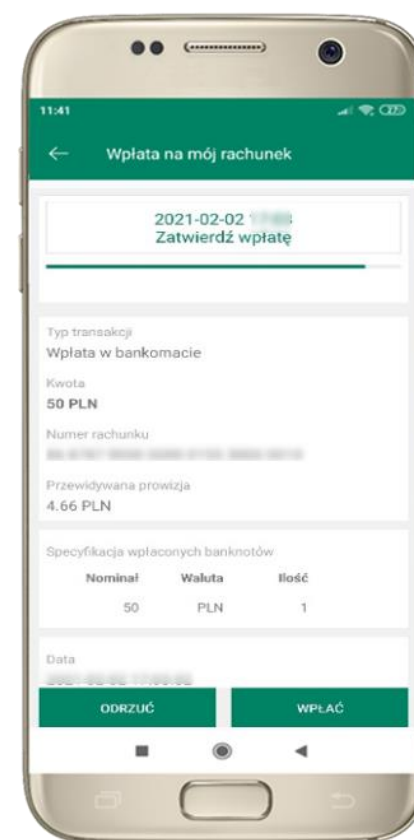 11:41
Wpłata na mój rachunek
2021-02-02
Zatwierdź wpłatę
Typ transakcji
Wpłata w bankomacie
Kwota
50 PLN
Numer rachunku
Przewidywana prowizja
4.66 PLN
Specyfikacja wpłaconych banknotów
Nominał Waluta Ilość
50 PLN 1
Data
ODRZUĆ WPŁAĆ